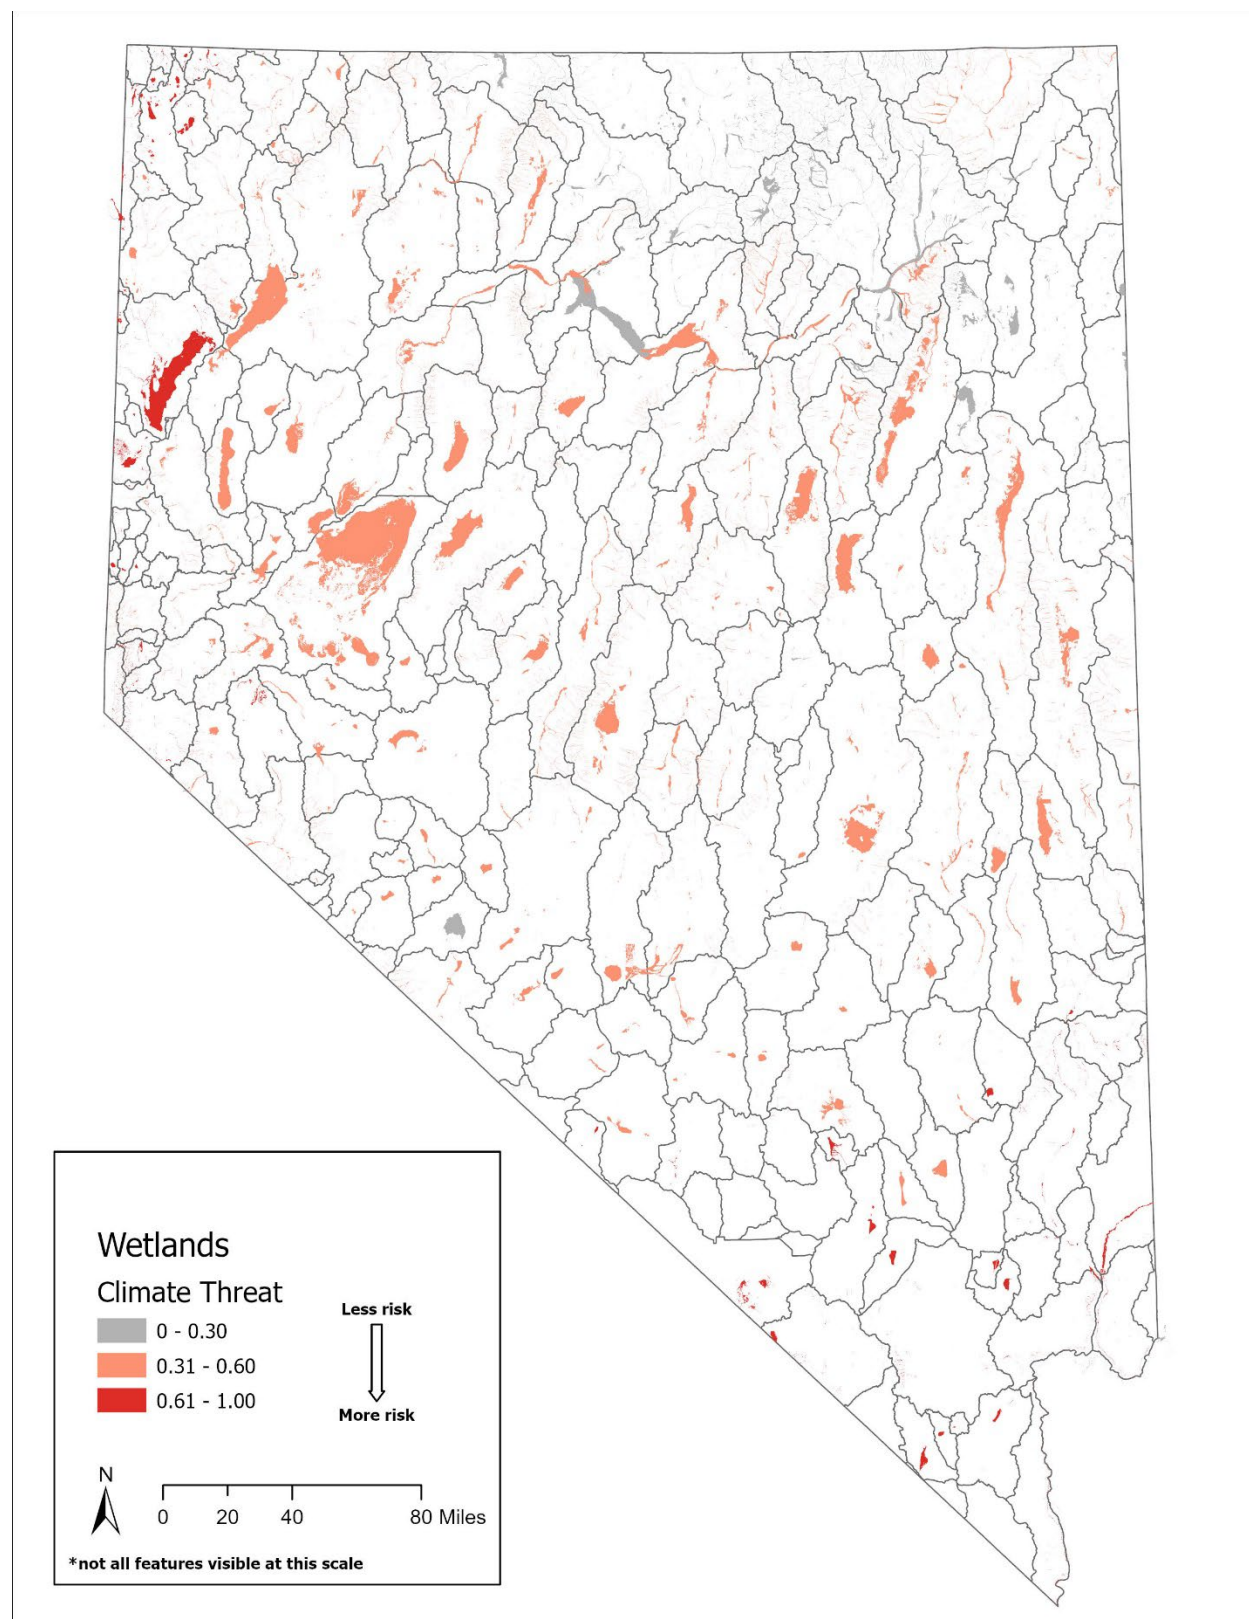 Wetlands
Climate Threat
0 - 0.30
0.31 - 0.60
0.61 - 1.00
Less risk
More risk
N
0 20 40 80 Miles
*not all features visible at this scale